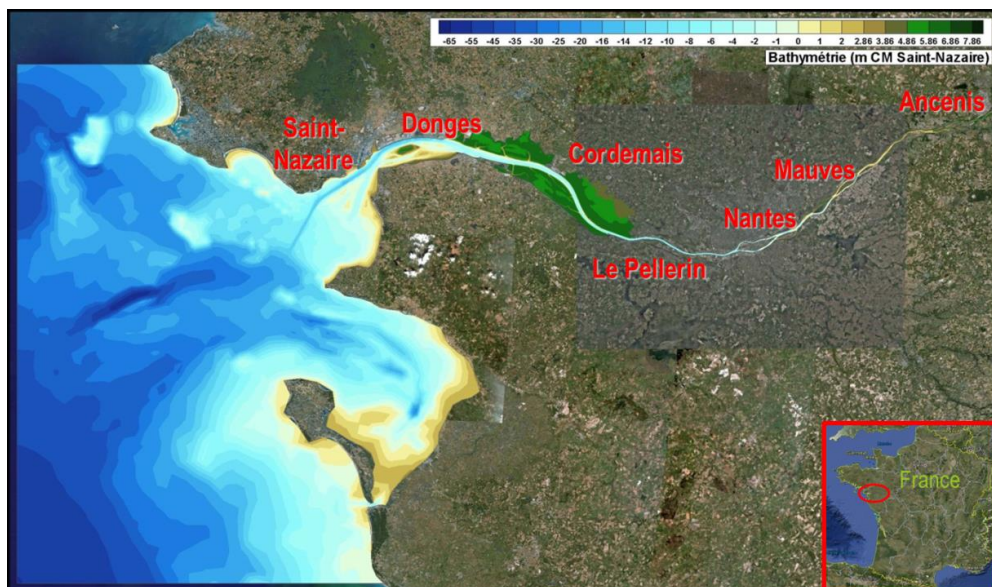 -65 -55 -45 -35 -30 -25 -20 -16 -14 -12 -10 -8 -6 -4 -2 -1 0 1 2 2.86 3.86 4.86 5.86 6.86 7.86
Bathymétrie (m CM Saint-Nazaire)
Ancenis
Saint-
Nazaire
Donges
Cordemais
Mauves
Nantes
Le Pellerin
France